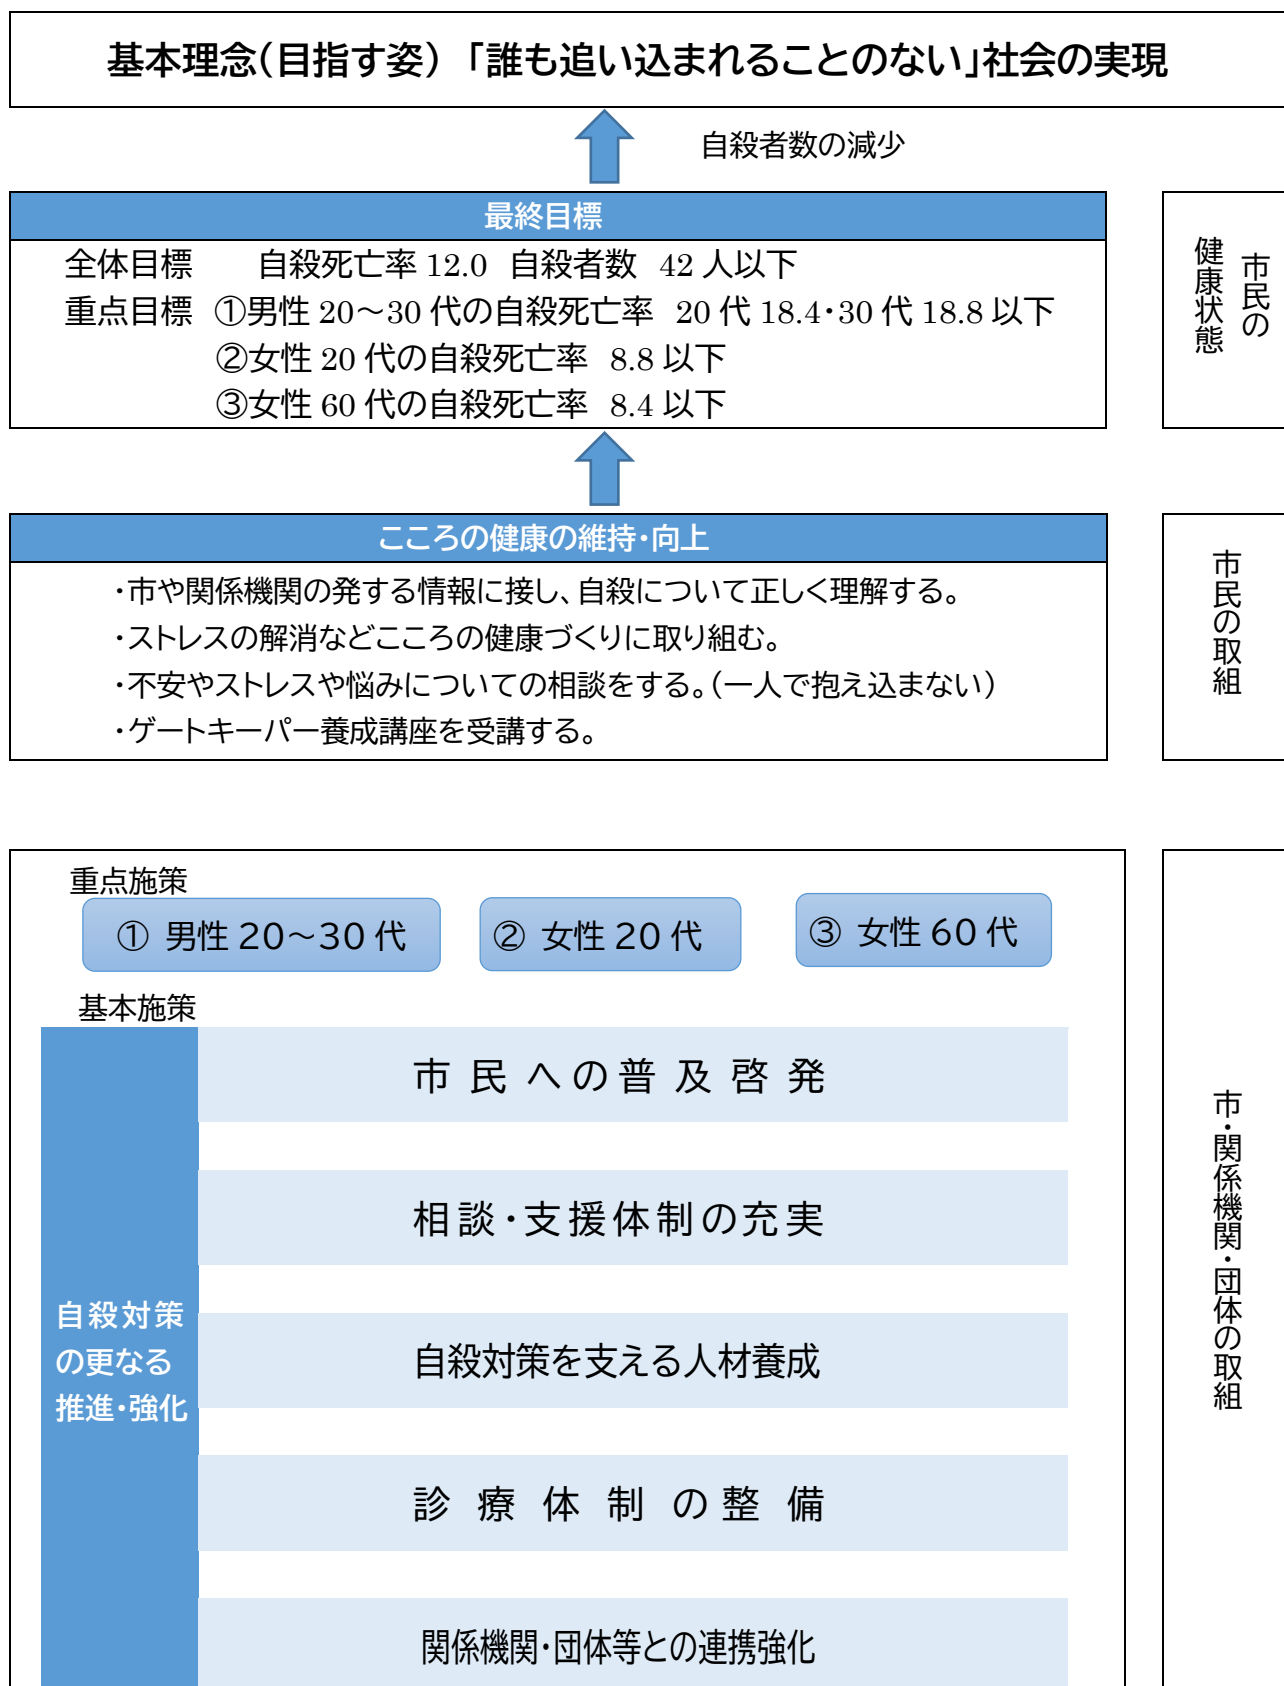 基本理念(目指す姿) 「誰も追い込まれることのない」社会の実現
自殺者数の減少
最終目標
全体目標 自殺死亡率 12.0 自殺者数 42 人以下
重点目標 ①男性 20～30 代の自殺死亡率 20 代 18.4・30 代 18.8 以下
②女性 20 代の自殺死亡率 8.8 以下
③女性 60 代の自殺死亡率 8.4 以下
市民の
健康状態
こころの健康の維持・向上
・市や関係機関の発する情報に接し、自殺について正しく理解する。
・ストレスの解消などこころの健康づくりに取り組む。
・不安やストレスや悩みについての相談をする。(一人で抱え込まない)
・ゲートキーパー養成講座を受講する。
市民の取組
重点施策
① 男性 20～30 代
② 女性 20 代
③ 女性 60 代
基本施策
自殺対策
の更なる
推進・強化
市民への普及啓発
相談・支援体制の充実
自殺対策を支える人材養成
診療体制の整備
関係機関・団体等との連携強化
市・関係機関・団体の取組